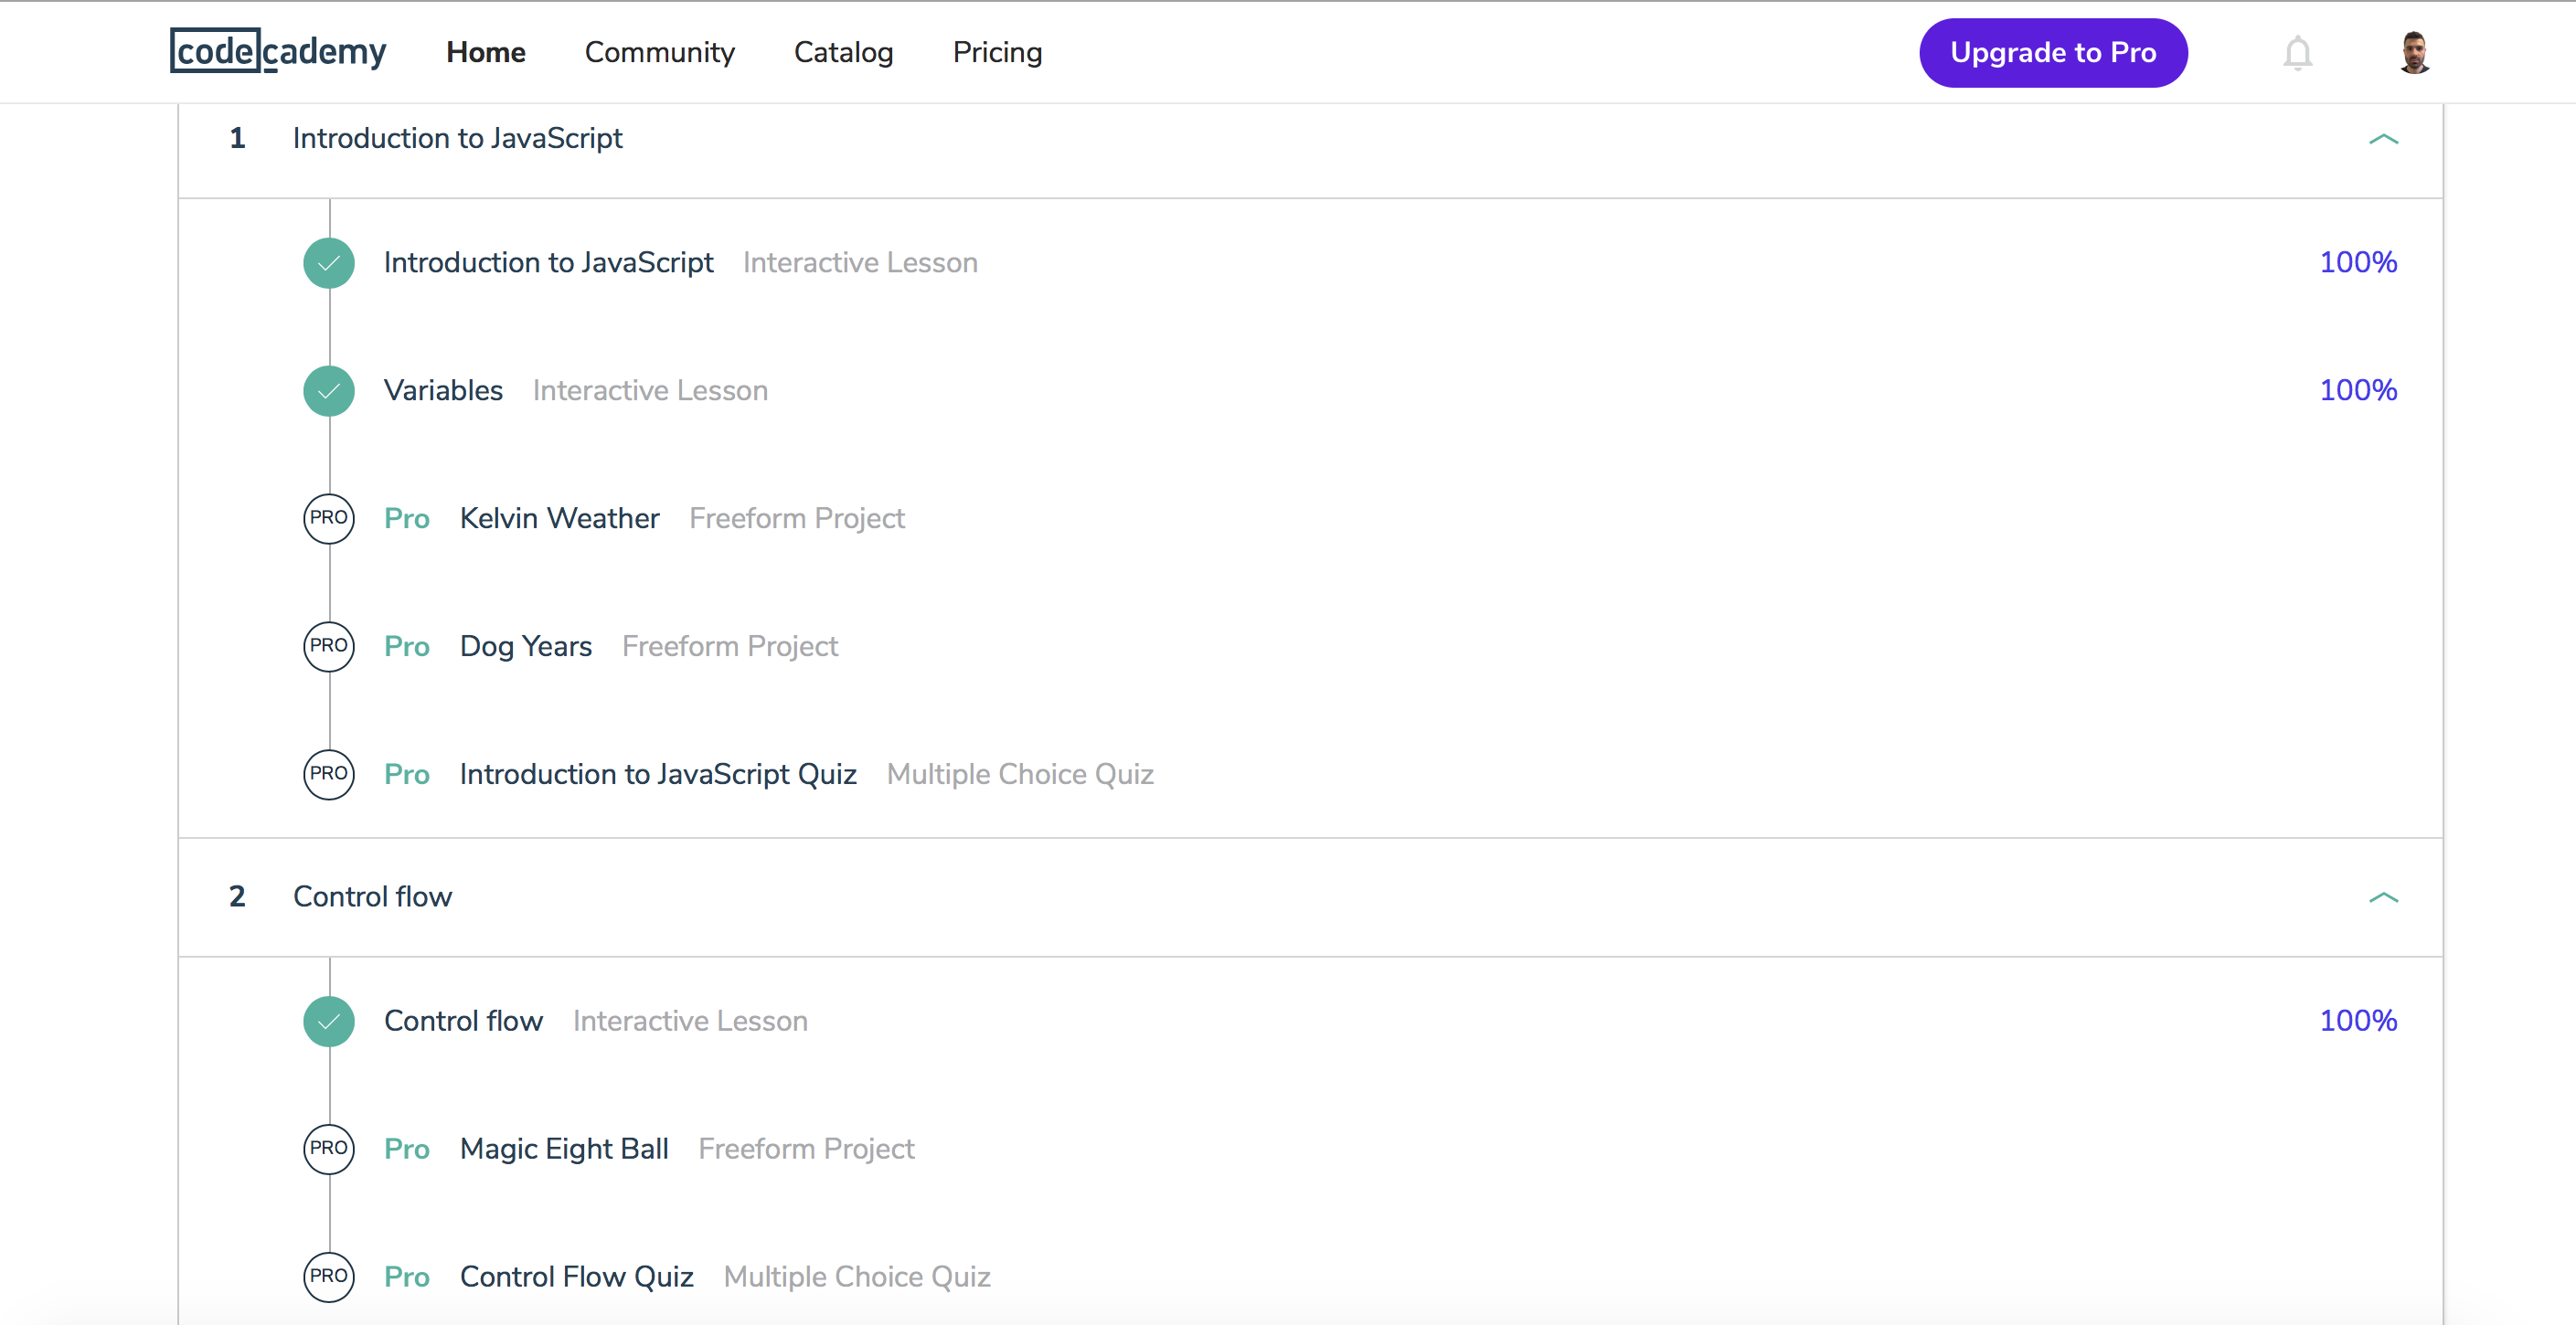 codecademy Home Community Catalog Pricing Upgrade to Pro
1 Introduction to JavaScript
Introduction to JavaScript Interactive Lesson 100%
Variables Interactive Lesson 100%
PRO Pro Kelvin Weather Freeform Project
PRO Pro Dog Years Freeform Project
PRO Pro Introduction to JavaScript Quiz Multiple Choice Quiz
2 Control flow
Control flow Interactive Lesson 100%
PRO Pro Magic Eight Ball Freeform Project
PRO Pro Control Flow Quiz Multiple Choice Quiz